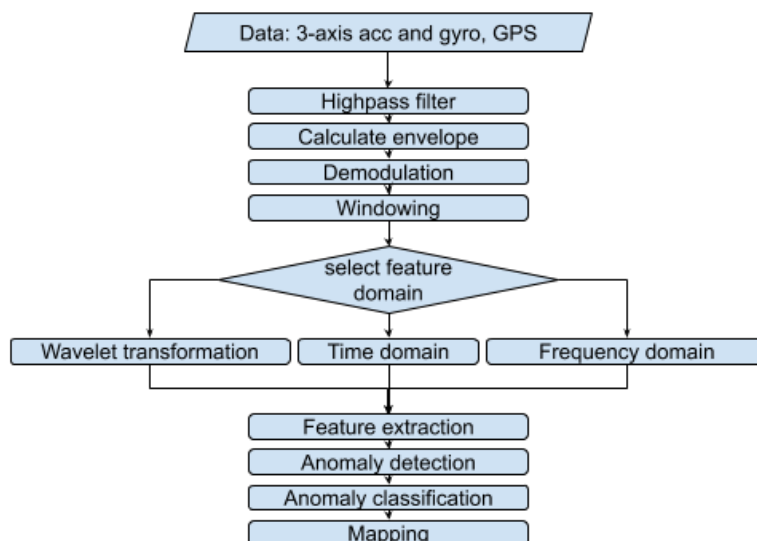 Data: 3-axis acc and gyro, GPS
Highpass filter
Calculate envelope
Demodulation
Windowing
select feature
domain
Wavelet transformation
Time domain
Frequency domain
Feature extraction
Anomaly detection
Anomaly classification
Mapping